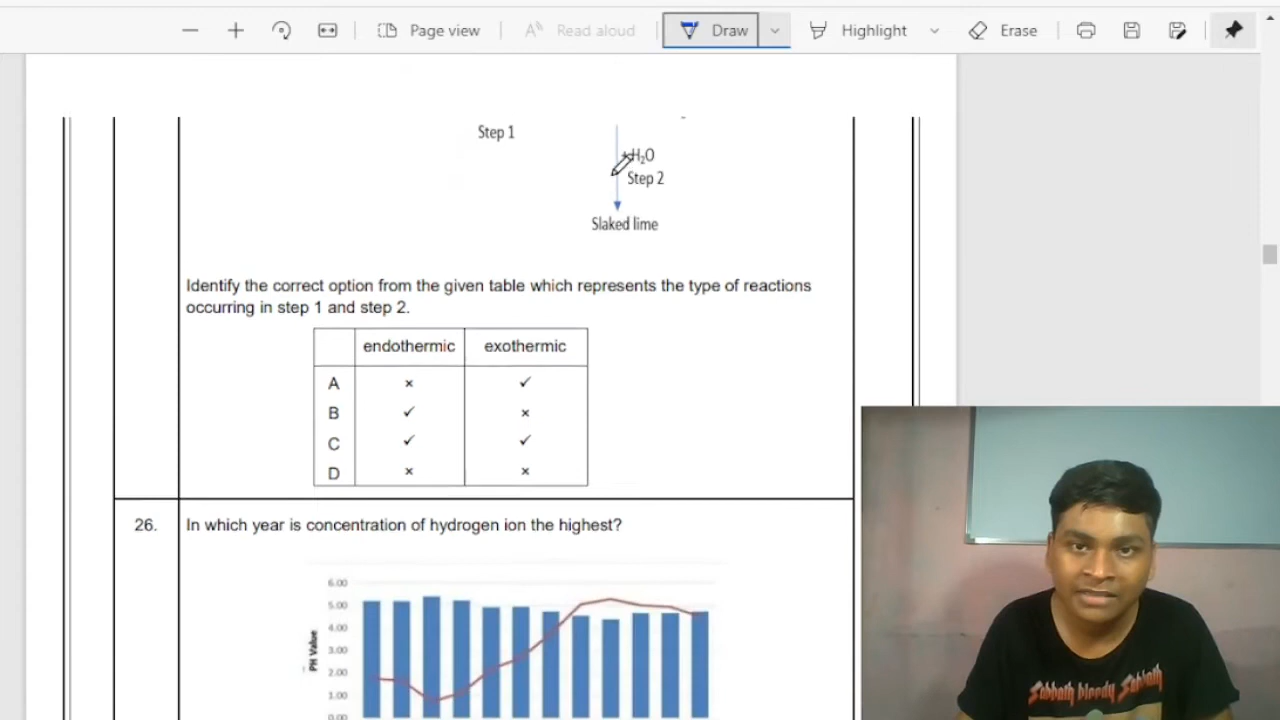 Page view
Read aloud
Draw
Highlight
Erase
Step 1
+H₂O
Step 2
Slaked lime
Identify the correct option from the given table which represents the type of reactions
occurring in step 1 and step 2.
endothermic exothermic
A × ✓
B ✓ ×
C ✓ ✓
D × ×
26. In which year is concentration of hydrogen ion the highest?
6.00
5.00
4.00
3.00
2.00
1.00
0.00
PH Value
Sabbath bloody Sabbath